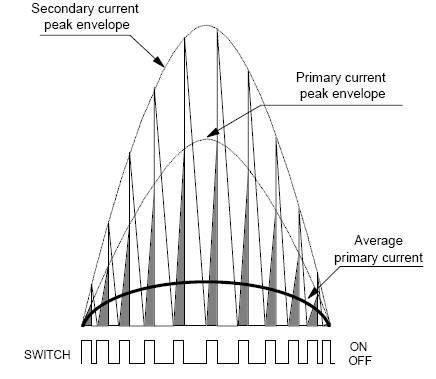 Secondary current
peak envelope
Primary current
peak envelope
Average
primary current
SWITCH
ON
OFF